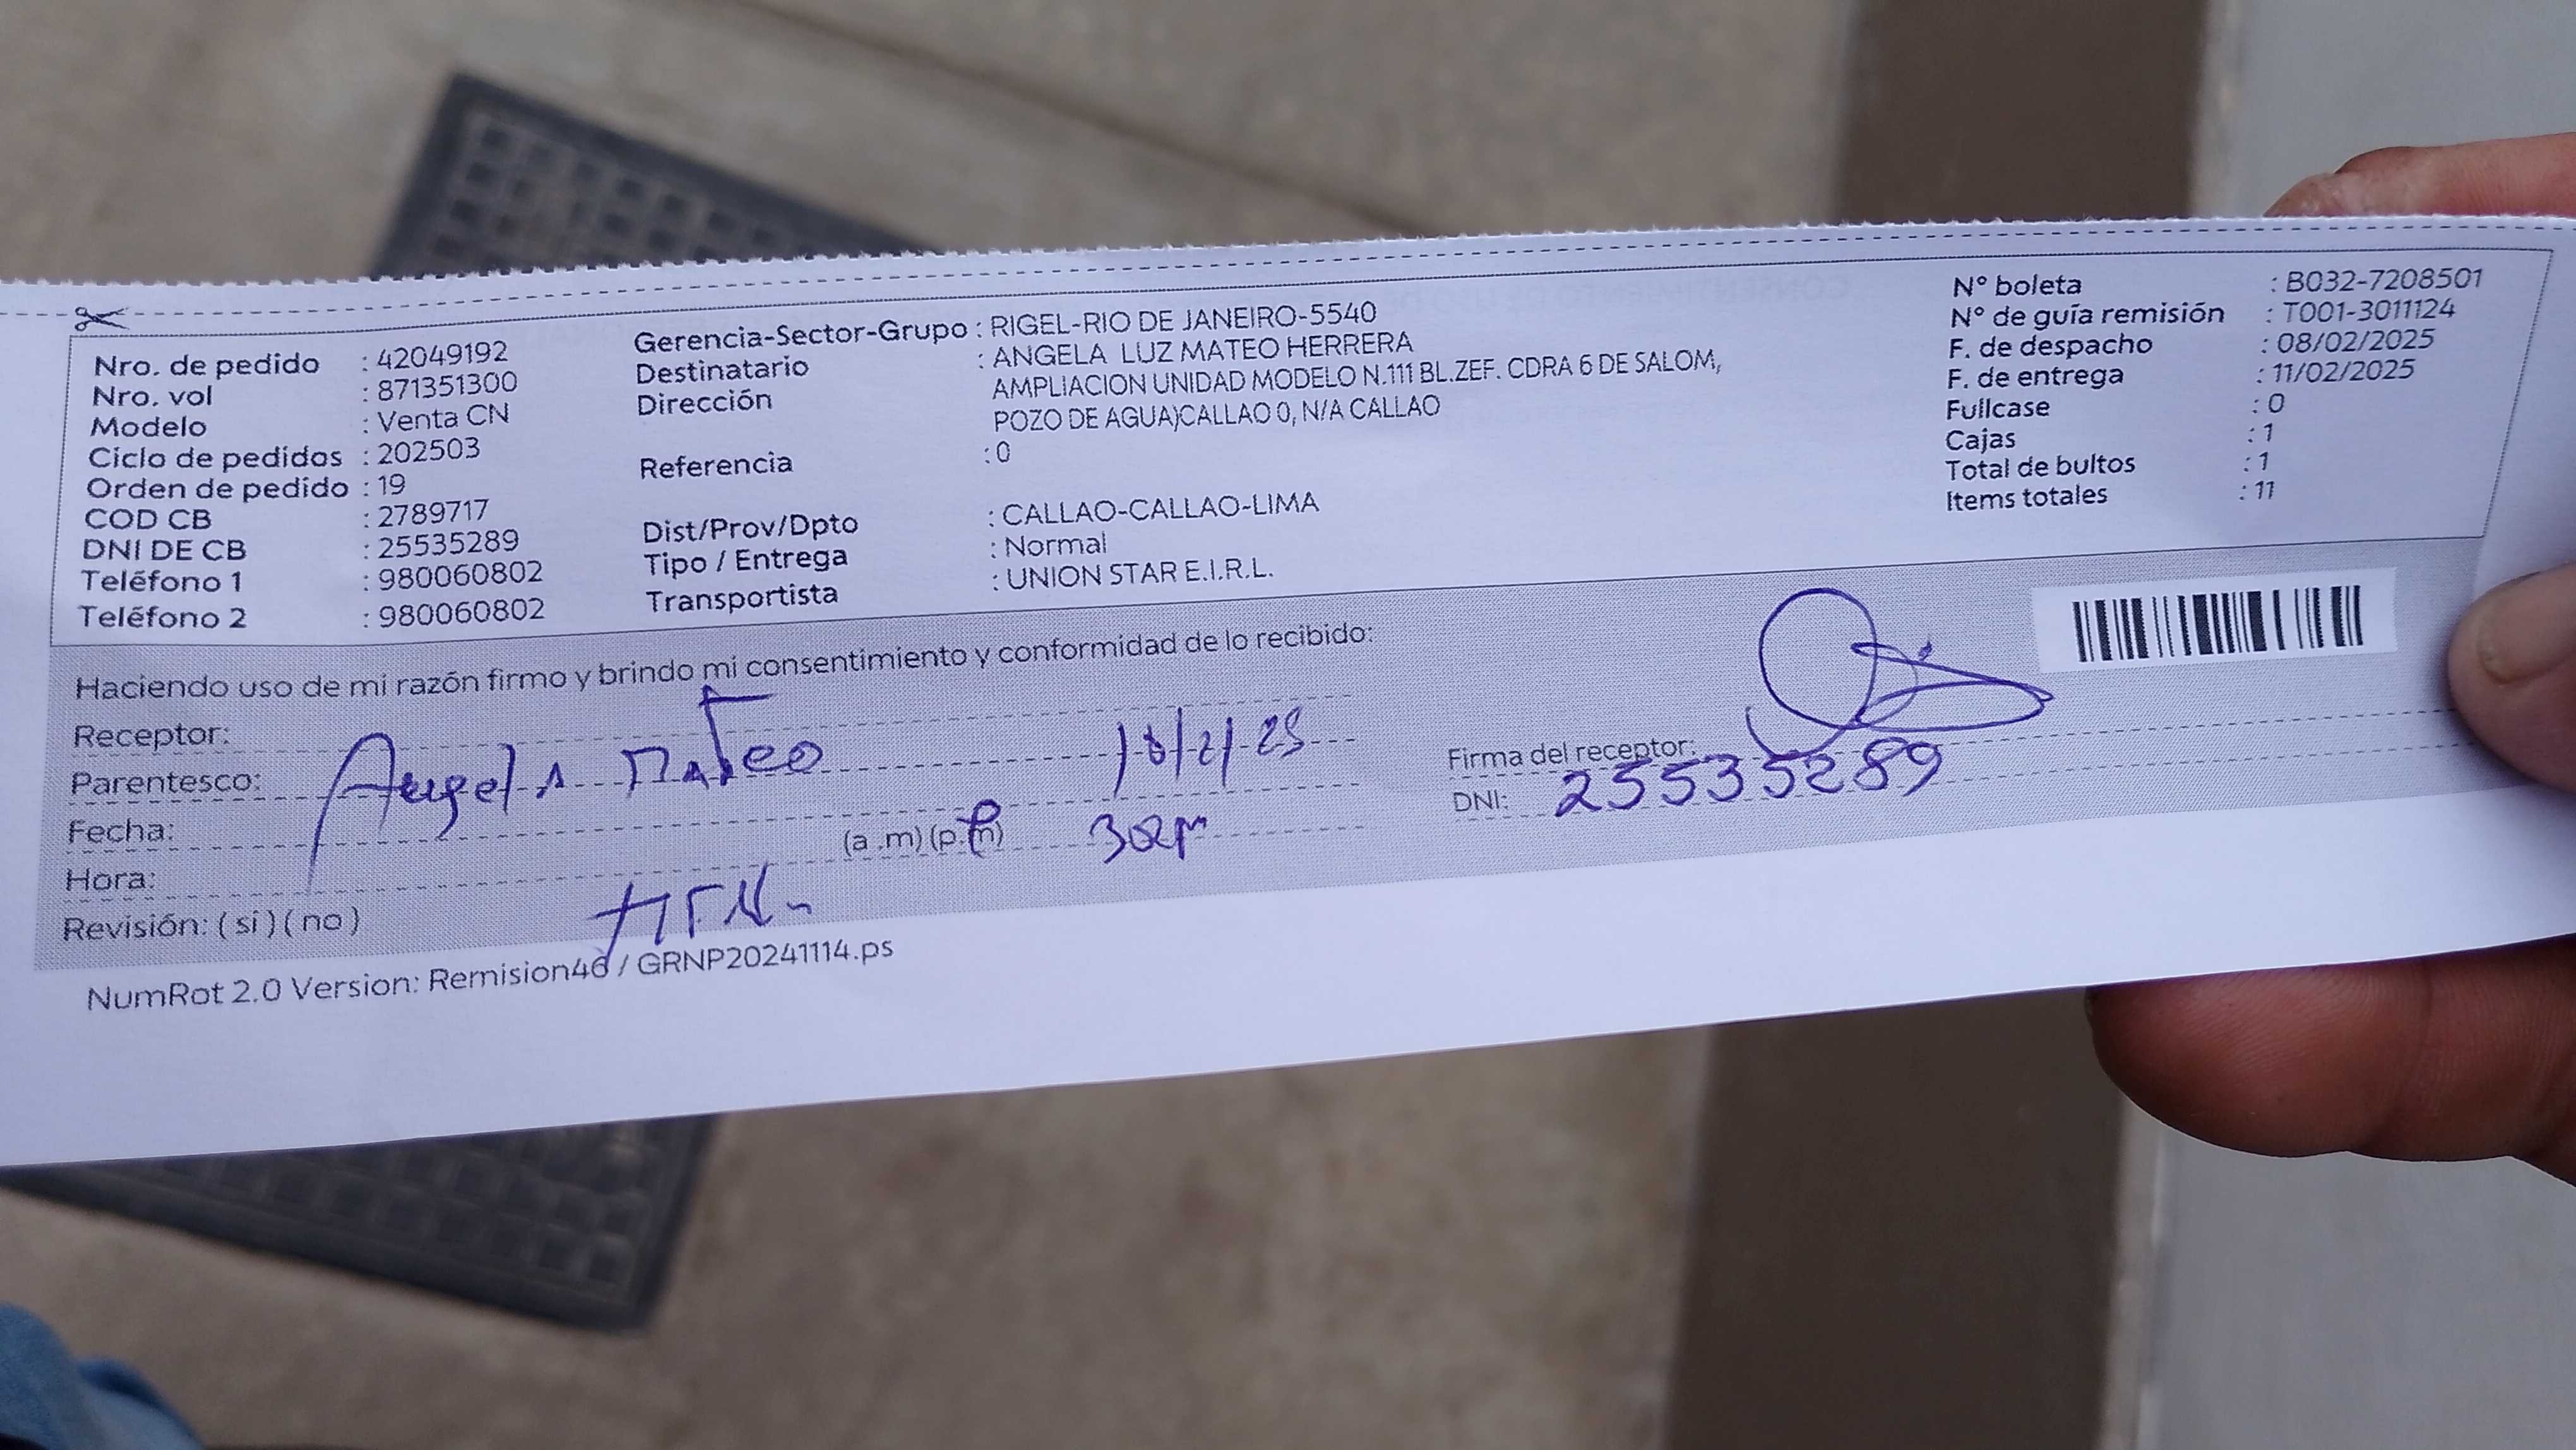 Nro. de pedido : 42049192
Nro. vol : 871351300
Modelo : Venta CN
Ciclo de pedidos : 202503
Orden de pedido : 19
COD CB : 2789717
DNI DE CB : 25535289
Teléfono 1 : 980060802
Teléfono 2 : 980060802
Gerencia-Sector-Grupo : RIGEL-RIO DE JANEIRO-5540
Destinatario : ANGELA LUZ MATEO HERRERA
Dirección AMPLIACION UNIDAD MODELO N.111 BL.ZEF. CDRA 6 DE SALOM,
POZO DE AGUA)CALLAO 0, N/A CALLAO
Referencia : 0
Dist/Prov/Dpto : CALLAO-CALLAO-LIMA
Tipo / Entrega : Normal
Transportista : UNION STAR E.I.R.L.
N° boleta : B032-7208501
N° de guía remisión : T001-3011124
F. de despacho : 08/02/2025
F. de entrega : 11/02/2025
Fullcase : 0
Cajas : 1
Total de bultos : 1
Items totales : 11
Haciendo uso de mi razón firmo y brindo mi consentimiento y conformidad de lo recibido:
Receptor:
Parentesco: Angela Mateo
Fecha:
Hora: (a .m) (p.m)
Revisión: ( si ) ( no )
Firma del receptor:
DNI: 25535289
NumRot 2.0 Version: Remision46 / GRNP20241114.ps